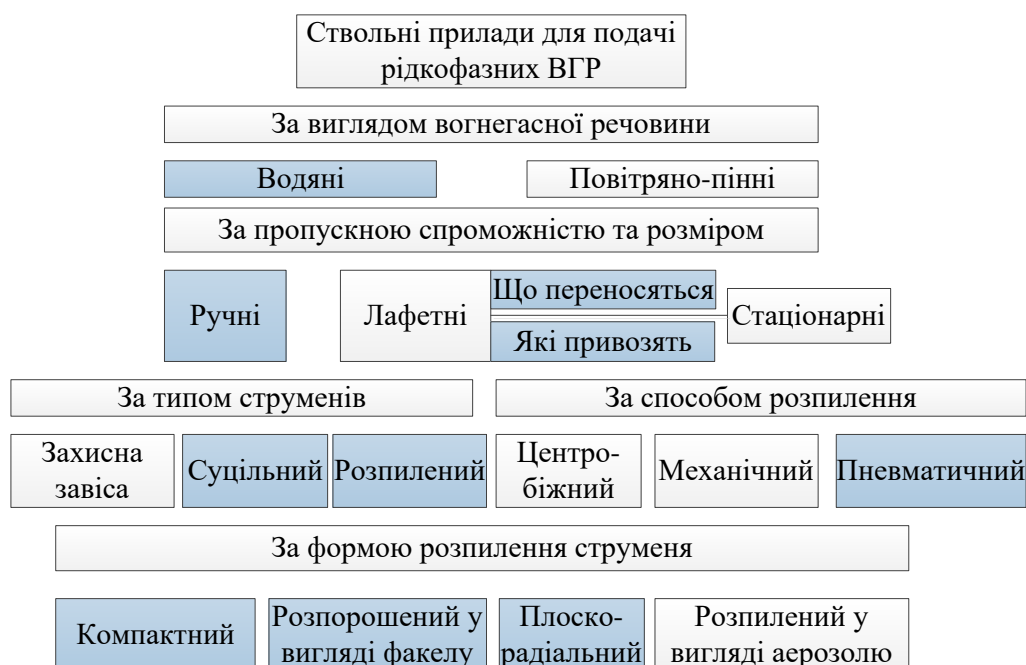 Ствольні прилади для подачі
рідкофазних ВГР
За виглядом вогнегасної речовини
Водяні
Повітряно-пінні
За пропускною спроможністю та розміром
Ручні
Лафетні
Що переносяться
Які привозять
Стаціонарні
За типом струменів
За способом розпилення
Захисна
завіса
Суцільний
Розпилений
Центро-
біжний
Механічний
Пневматичний
За формою розпилення струменя
Компактний
Розпорошений у
вигляді факелу
Плоско-
радіальний
Розпилений у
вигляді аерозолю